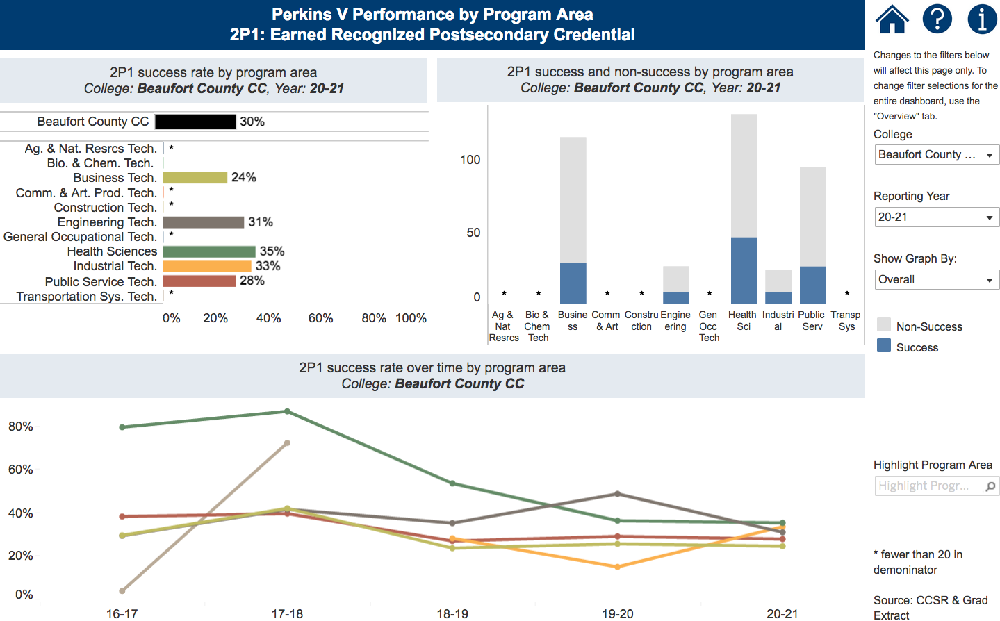 Perkins V Performance by Program Area
2P1: Earned Recognized Postsecondary Credential
Changes to the filters below
will affect this page only. To
change filter selections for the
entire dashboard, use the
"Overview" tab.
2P1 success rate by program area
College: Beaufort County CC, Year: 20-21
Beaufort County CC 30%
Ag. & Nat. Resrcs Tech. *
Bio. & Chem. Tech.
Business Tech. 24%
Comm. & Art. Prod. Tech. *
Construction Tech. *
Engineering Tech. 31%
General Occupational Tech. *
Health Sciences 35%
Industrial Tech. 33%
Public Service Tech. 28%
Transportation Sys. Tech. *
0% 20% 40% 60% 80% 100%
2P1 success and non-success by program area
College: Beaufort County CC, Year: 20-21
100
50
0
* * * * * *
Ag &
Nat
Resrcs
Bio &
Chem
Tech
Busine
ss
Comm
& Art
Constru
ction
Engine
ering
Gen
Occ
Tech
Health
Sci
Industri
al
Public
Serv
Transp
Sys
College
Beaufort County ...
Reporting Year
20-21
Show Graph By:
Overall
Non-Success
Success
2P1 success rate over time by program area
College: Beaufort County CC
80%
60%
40%
20%
0%
16-17 17-18 18-19 19-20 20-21
Highlight Program Area
Highlight Progr...
* fewer than 20 in
demoninator
Source: CCSR & Grad
Extract